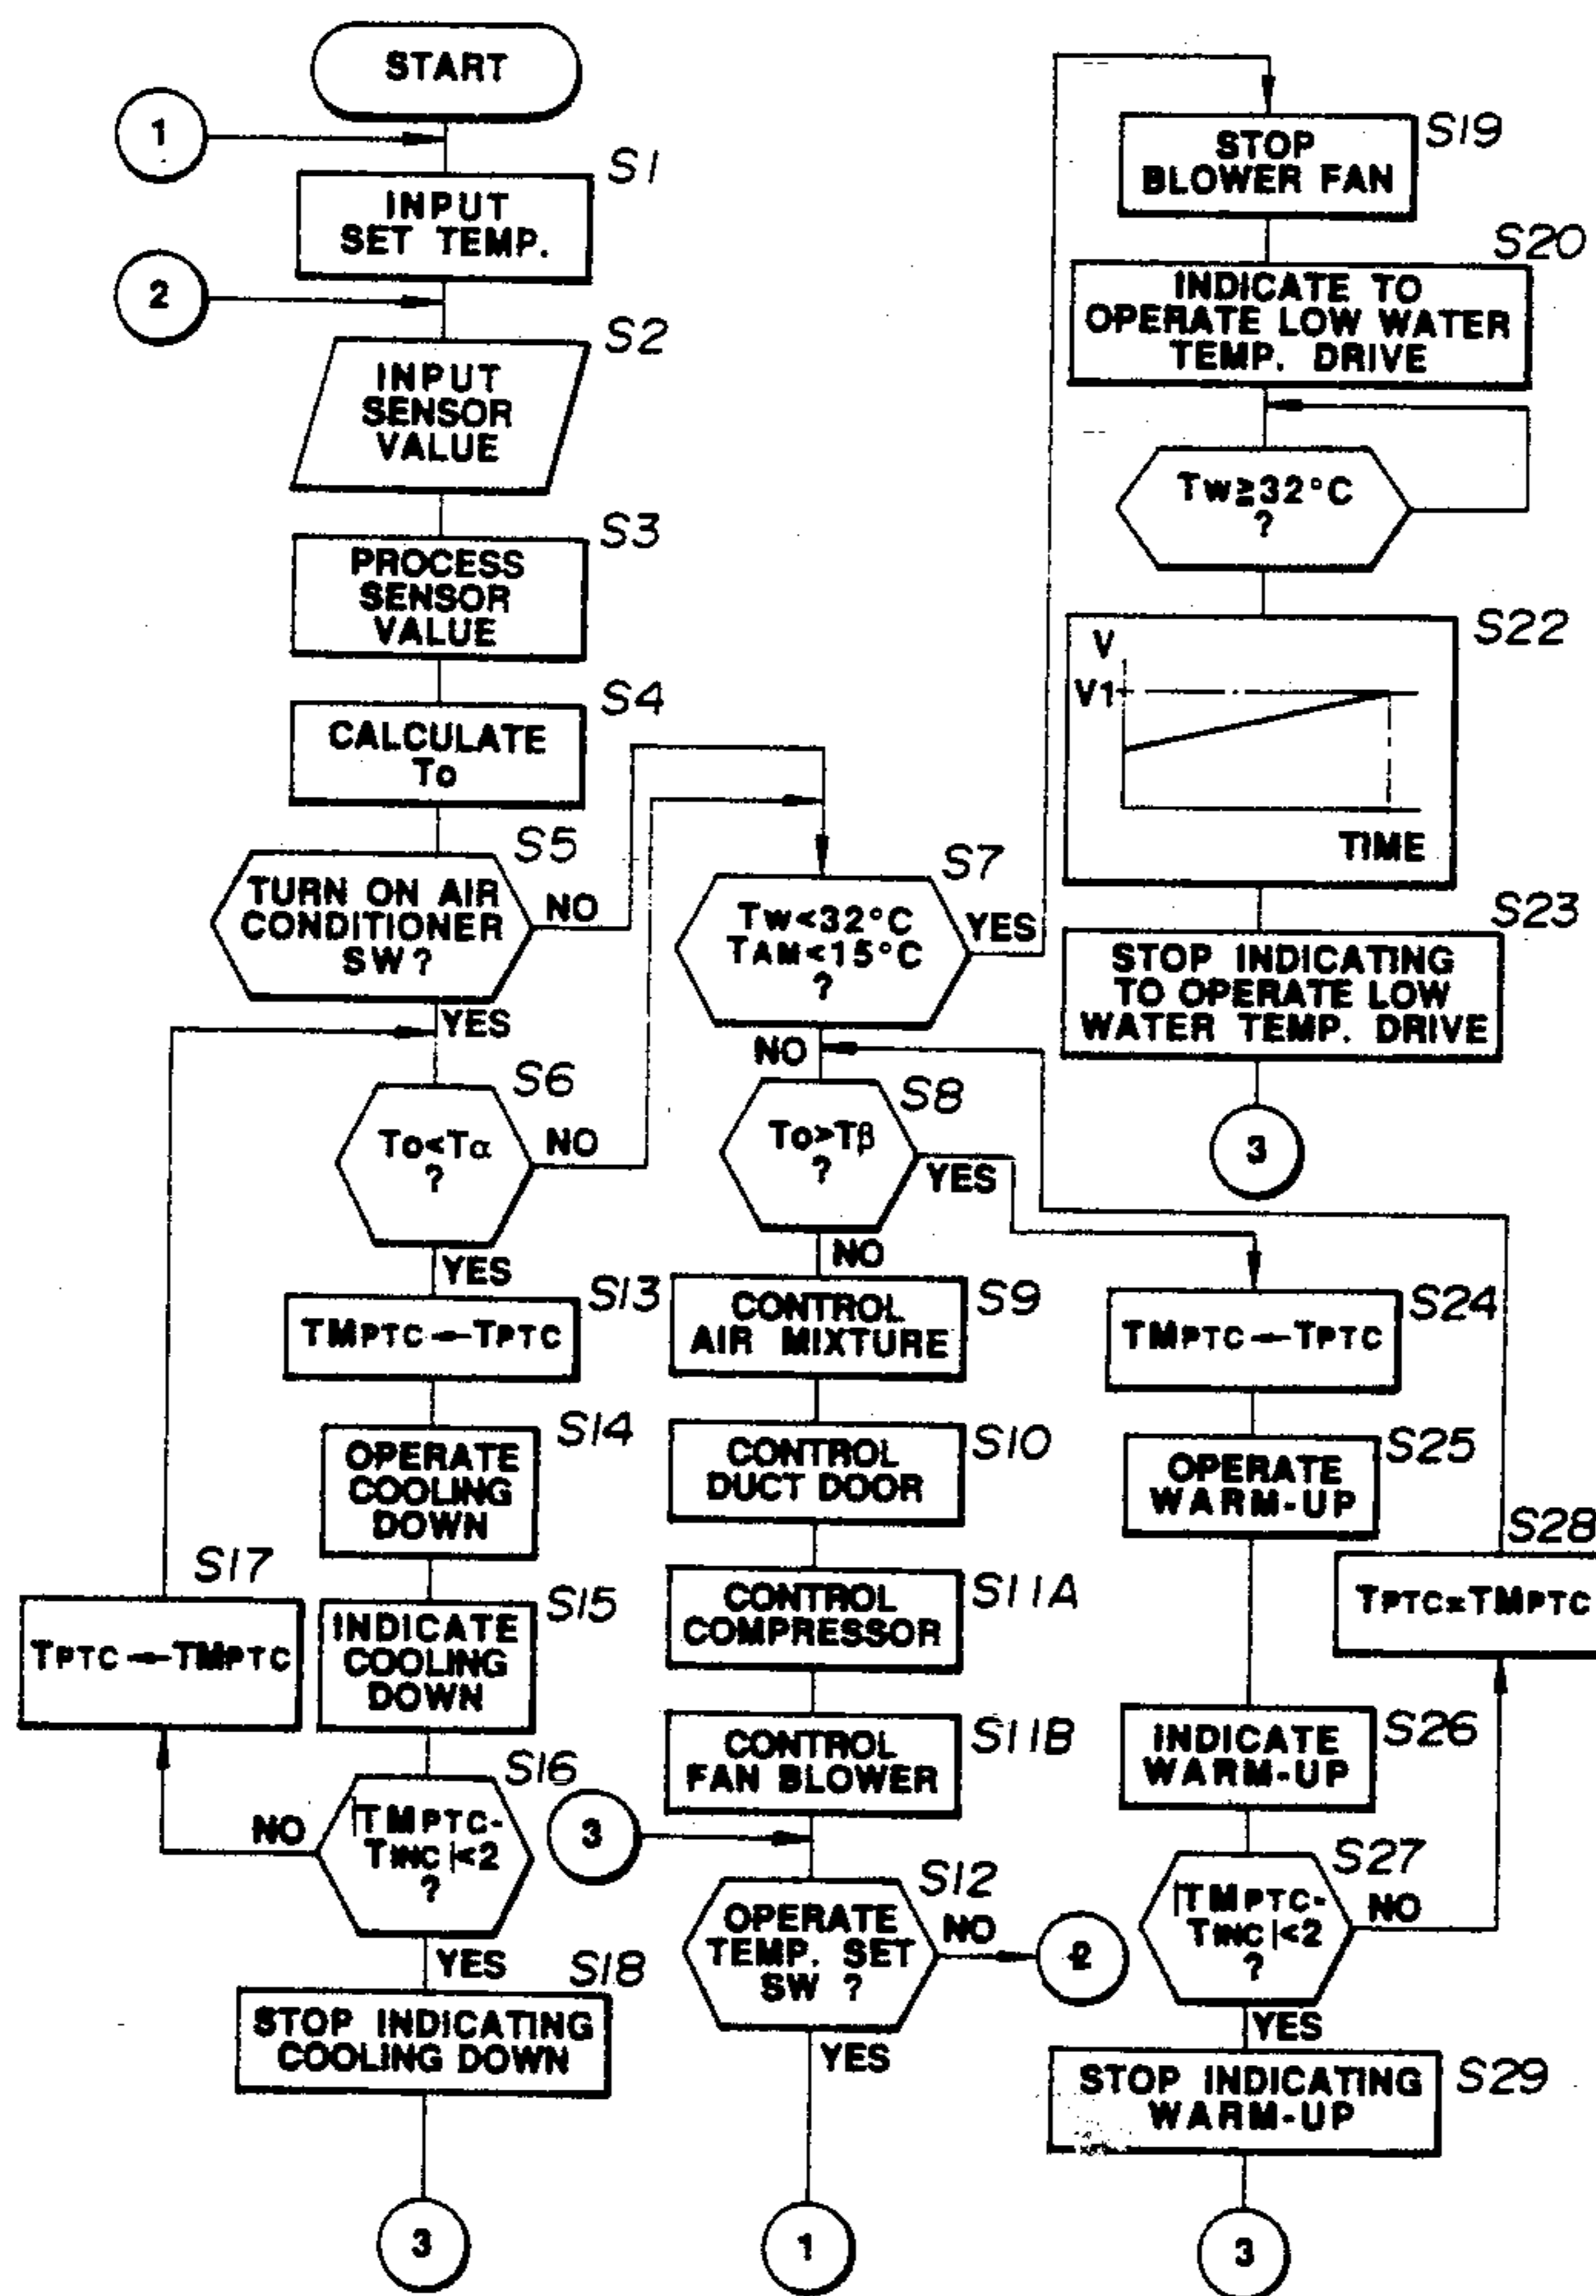 START
1
S1
INPUT
SET TEMP.
2
S2
INPUT
SENSOR
VALUE
S3
PROCESS
SENSOR
VALUE
S4
CALCULATE
To
S5
TURN ON AIR
CONDITIONER
SW?
NO
YES
S6
To<Tα
?
NO
YES
S13
TMPTC←TPTC
S14
OPERATE
COOLING
DOWN
S17
TPTC←TMPTC
S15
INDICATE
COOLING
DOWN
S16
|TMPTC-
TINC|<2
?
NO
YES
S18
STOP INDICATING
COOLING DOWN
3
S7
Tw<32°C
TAM<15°C
?
YES
NO
S8
To>Tβ
?
YES
NO
S9
CONTROL
AIR MIXTURE
S10
CONTROL
DUCT DOOR
S11A
CONTROL
COMPRESSOR
S11B
CONTROL
FAN BLOWER
3
S12
OPERATE
TEMP. SET
SW ?
NO
2
YES
1
S19
STOP
BLOWER FAN
S20
INDICATE TO
OPERATE LOW WATER
TEMP. DRIVE
Tw≧32°C
?
S22
V
V1
TIME
S23
STOP INDICATING
TO OPERATE LOW
WATER TEMP. DRIVE
3
S24
TMPTC←TPTC
S25
OPERATE
WARM-UP
S28
TPTC=TMPTC
S26
INDICATE
WARM-UP
S27
|TMPTC-
TINC|<2
?
NO
YES
S29
STOP INDICATING
WARM-UP
3